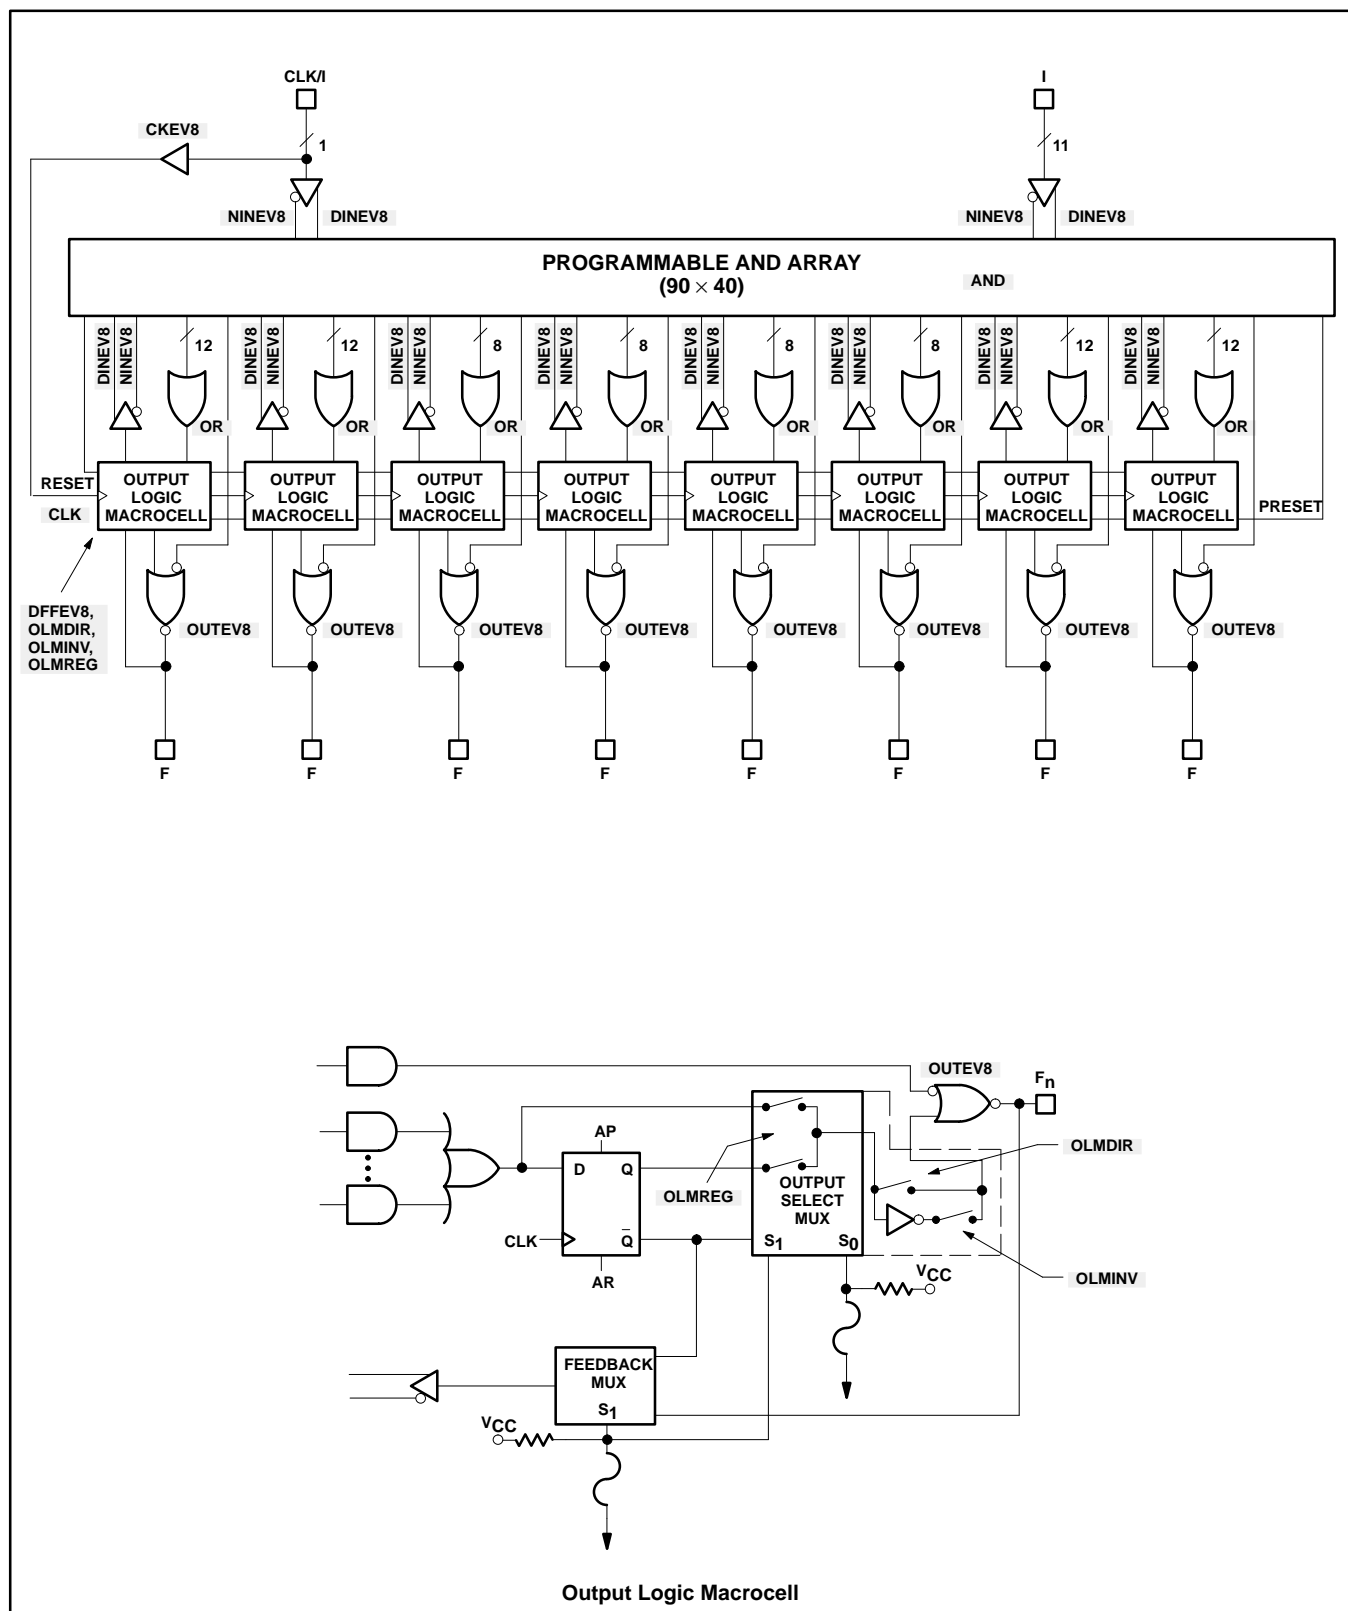 CLK/I
I
CKEV8
1
11
NINEV8
DINEV8
NINEV8
DINEV8
PROGRAMMABLE AND ARRAY
(90 × 40)
AND
DINEV8
NINEV8
12
DINEV8
NINEV8
12
DINEV8
NINEV8
8
DINEV8
NINEV8
8
DINEV8
NINEV8
8
DINEV8
NINEV8
8
DINEV8
NINEV8
12
DINEV8
NINEV8
12
OR
OR
OR
OR
OR
OR
OR
OR
RESET
CLK
OUTPUT
LOGIC
MACROCELL
OUTPUT
LOGIC
MACROCELL
OUTPUT
LOGIC
MACROCELL
OUTPUT
LOGIC
MACROCELL
OUTPUT
LOGIC
MACROCELL
OUTPUT
LOGIC
MACROCELL
OUTPUT
LOGIC
MACROCELL
OUTPUT
LOGIC
MACROCELL
PRESET
DFFEV8,
OLMDIR,
OLMINV,
OLMREG
OUTEV8
OUTEV8
OUTEV8
OUTEV8
OUTEV8
OUTEV8
OUTEV8
OUTEV8
F
F
F
F
F
F
F
F
OUTEV8
Fn
AP
D
Q
CLK
Q̅
AR
OLMREG
OUTPUT
SELECT
MUX
S1
S0
OLMDIR
OLMINV
VCC
FEEDBACK
MUX
S1
VCC
Output Logic Macrocell